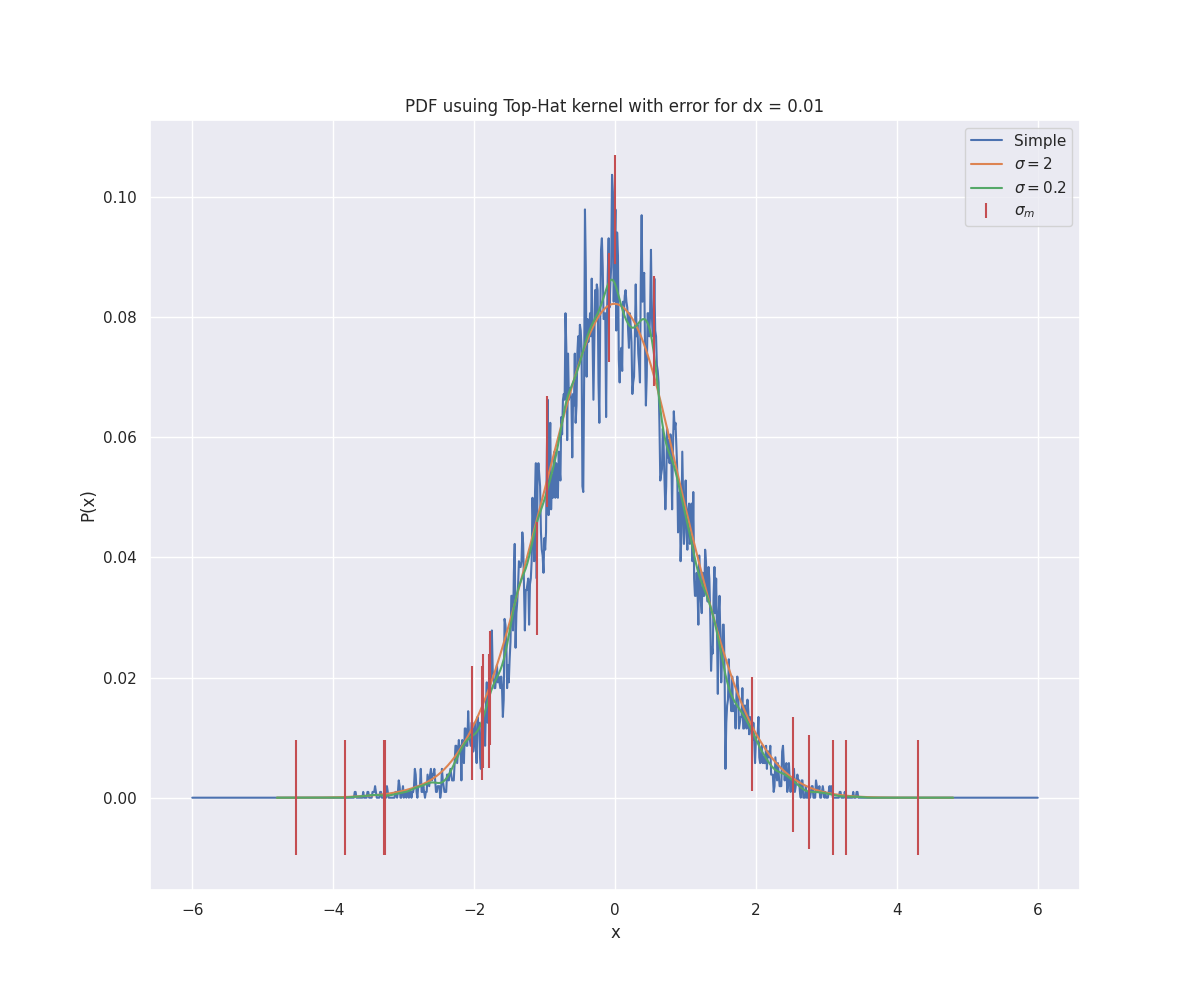 PDF usuing Top-Hat kernel with error for dx = 0.01
Simple
σ = 2
σ = 0.2
σm
0.10
0.08
0.06
0.04
0.02
0.00
P(x)
−6 −4 −2 0 2 4 6
x